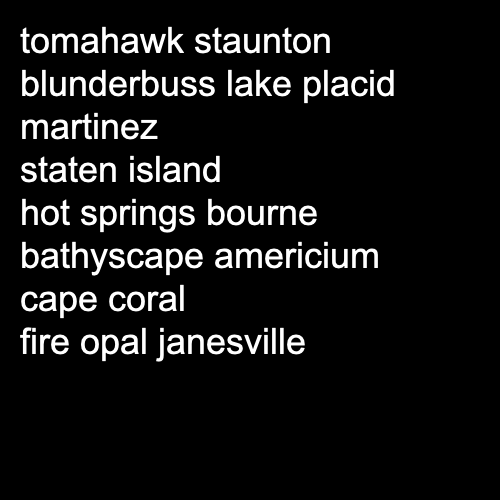 tomahawk staunton
blunderbuss lake placid
martinez
staten island
hot springs bourne
bathyscape americium
cape coral
fire opal janesville